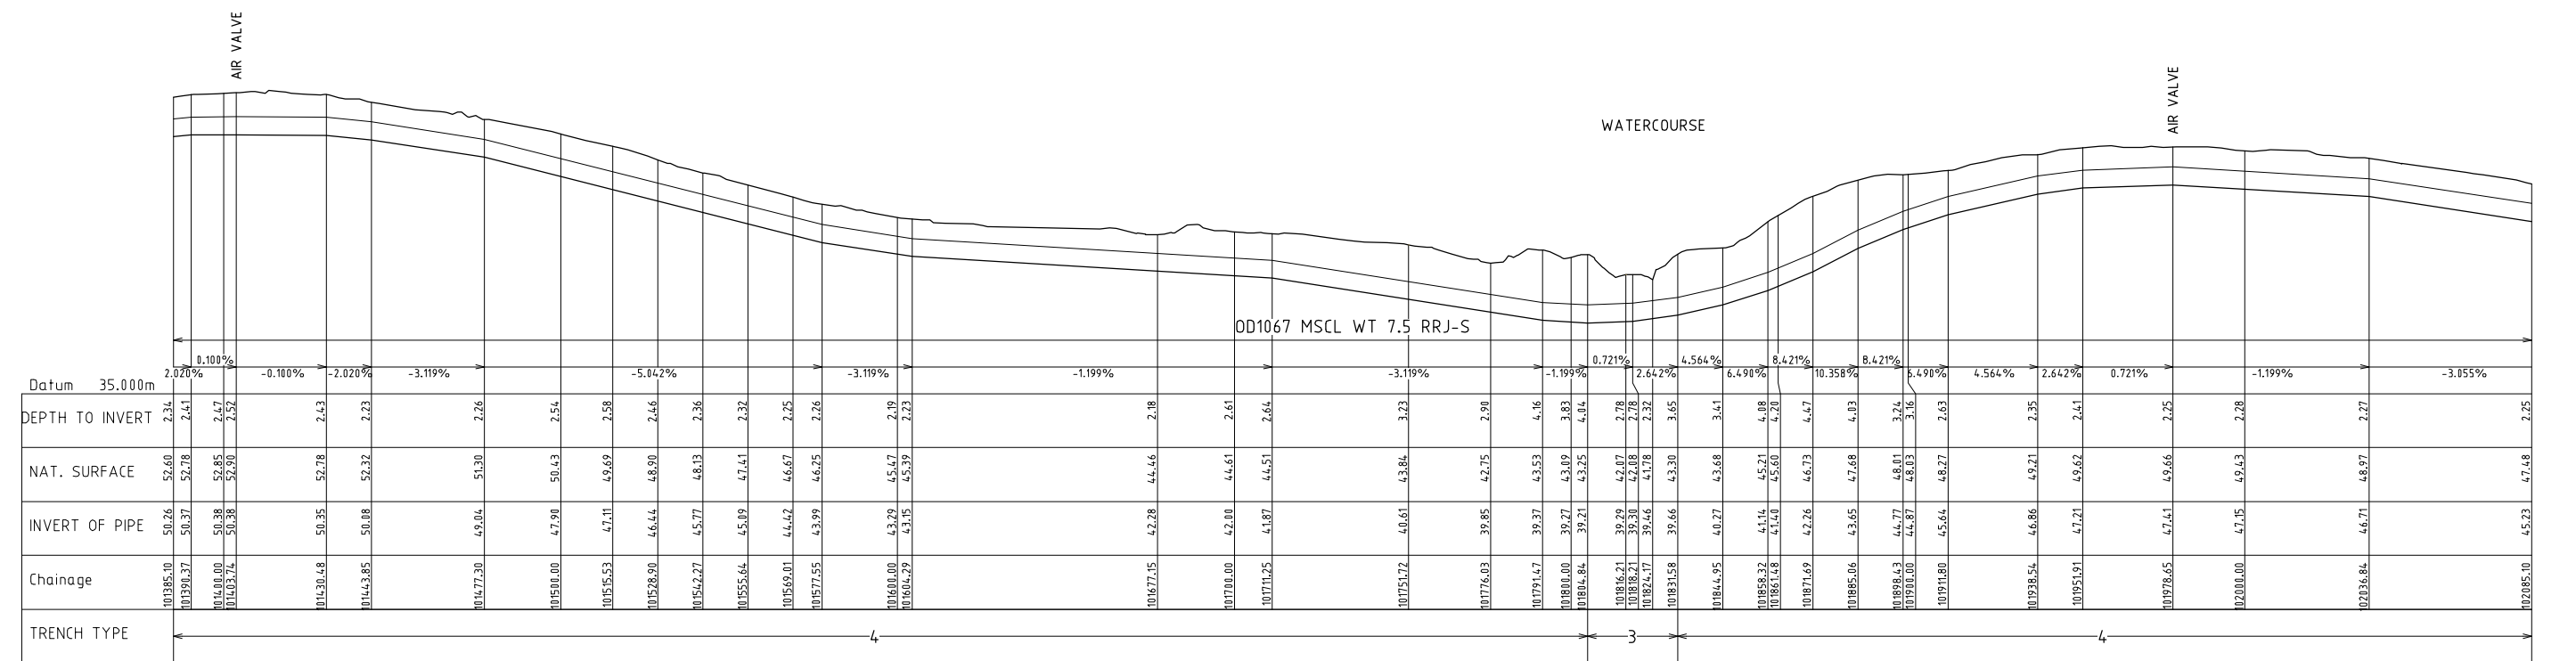 AIR VALVE
AIR VALVE
WATERCOURSE
OD1067 MSCL WT 7.5 RRJ-S
2.020% 0.100% -0.100% -2.020% -3.119% -5.042% -3.119% -1.199% -3.119% -1.199% 0.721% 2.642% 4.564% 6.490% 8.421% 10.358% 8.421% 6.490% 4.564% 2.642% 0.721% -1.199% -3.055%
Datum 35.000m
DEPTH TO INVERT 2.34 2.41 2.47 2.52 2.43 2.23 2.26 2.54 2.58 2.46 2.36 2.32 2.25 2.26 2.19 2.23 2.18 2.61 2.64 3.23 2.90 4.16 3.83 4.04 2.78 2.78 2.32 3.65 3.41 4.08 4.20 4.47 4.03 3.24 3.16 2.63 2.35 2.41 2.25 2.28 2.27 2.25
NAT. SURFACE 52.60 52.78 52.85 52.90 52.78 52.32 51.30 50.43 49.69 48.90 48.13 47.41 46.67 46.25 45.47 45.39 44.46 44.61 44.51 43.84 42.75 43.53 43.09 43.25 42.07 42.08 41.78 43.30 43.68 45.21 45.60 46.73 47.68 48.01 48.03 48.27 49.21 49.62 49.66 49.43 48.97 47.48
INVERT OF PIPE 50.26 50.37 50.38 50.38 50.35 50.08 49.04 47.90 47.11 46.44 45.77 45.09 44.42 43.99 43.29 43.15 42.28 42.00 41.87 40.61 39.85 39.37 39.27 39.21 39.29 39.30 39.46 39.66 40.27 41.14 41.40 42.26 43.65 44.77 44.87 45.64 46.86 47.21 47.41 47.15 46.71 45.23
Chainage 101385.10 101390.37 101400.00 101403.74 101430.48 101443.85 101477.30 101500.00 101515.53 101528.90 101542.27 101555.64 101569.01 101577.55 101600.00 101604.29 101677.15 101700.00 101711.25 101751.72 101776.03 101791.47 101800.00 101804.84 101816.21 101818.21 101824.17 101831.58 101844.95 101858.32 101861.48 101871.69 101885.06 101898.43 101900.00 101911.80 101938.54 101951.91 101978.65 102000.00 102036.84 102085.10
TRENCH TYPE 4 3 4